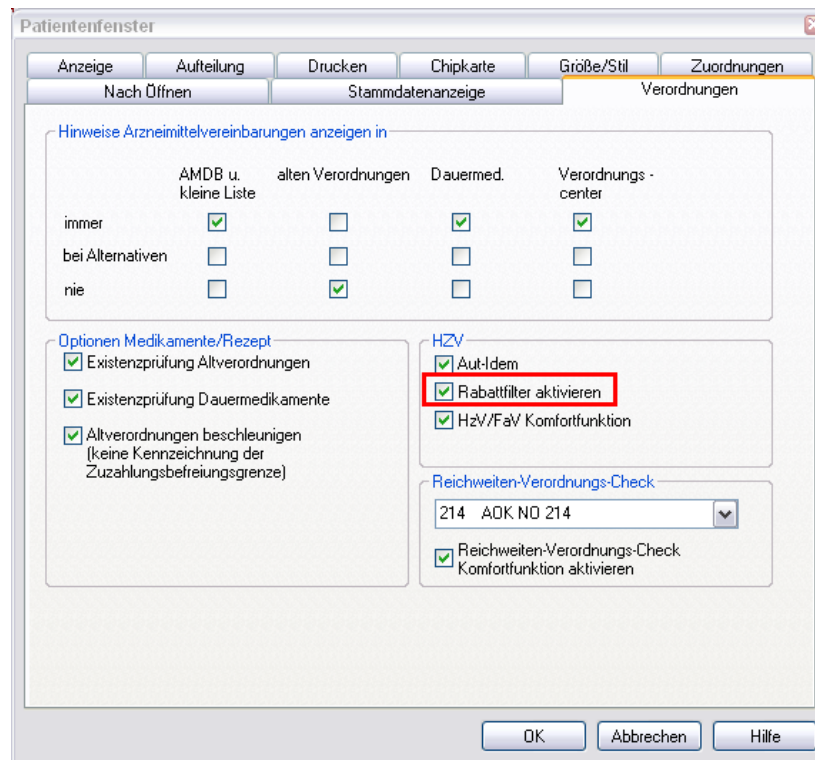 Patientenfenster
Anzeige Aufteilung Drucken Chipkarte Größe/Stil Zuordnungen
Nach Öffnen Stammdatenanzeige Verordnungen
Hinweise Arzneimittelvereinbarungen anzeigen in
AMDB u. alten Verordnungen Dauermed. Verordnungs -
kleine Liste center
immer
bei Alternativen
nie
Optionen Medikamente/Rezept
Existenzprüfung Altverordnungen
Existenzprüfung Dauermedikamente
Altverordnungen beschleunigen
(keine Kennzeichnung der
Zuzahlungsbefreiungsgrenze)
HZV
Aut-Idem
Rabattfilter aktivieren
HzV/FaV Komfortfunktion
Reichweiten-Verordnungs-Check
214 AOK NO 214
Reichweiten-Verordnungs-Check
Komfortfunktion aktivieren
OK Abbrechen Hilfe